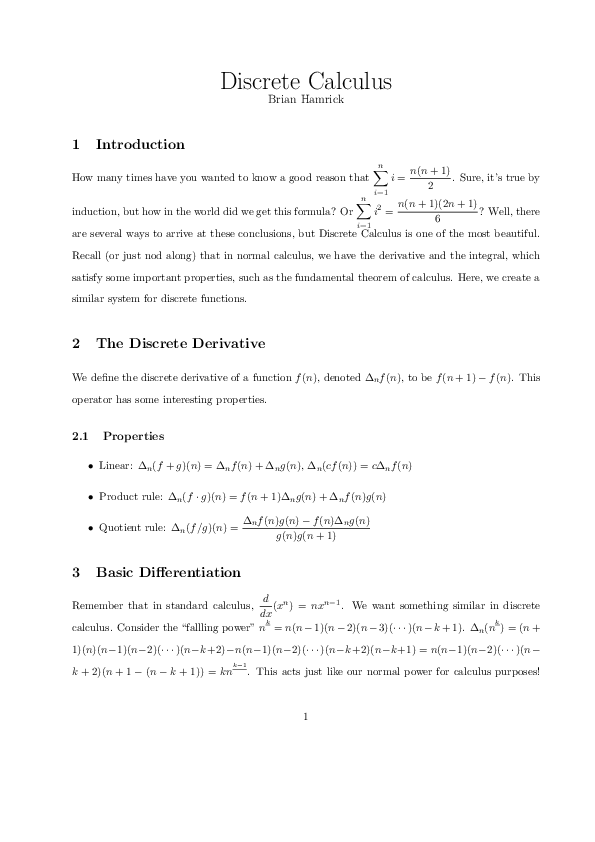 Discrete Calculus
Brian Hamrick
1 Introduction
How many times have you wanted to know a good reason that $\sum_{i=1}^{n} i = \frac{n(n+1)}{2}$. Sure, it's true by
induction, but how in the world did we get this formula? Or $\sum_{i=1}^{n} i^2 = \frac{n(n+1)(2n+1)}{6}$? Well, there
are several ways to arrive at these conclusions, but Discrete Calculus is one of the most beautiful.
Recall (or just nod along) that in normal calculus, we have the derivative and the integral, which
satisfy some important properties, such as the fundamental theorem of calculus. Here, we create a
similar system for discrete functions.
2 The Discrete Derivative
We define the discrete derivative of a function $f(n)$, denoted $\Delta_n f(n)$, to be $f(n+1) - f(n)$. This
operator has some interesting properties.
2.1 Properties
• Linear: $\Delta_n(f+g)(n) = \Delta_n f(n) + \Delta_n g(n)$, $\Delta_n(cf(n)) = c\Delta_n f(n)$
• Product rule: $\Delta_n(f \cdot g)(n) = f(n+1)\Delta_n g(n) + \Delta_n f(n)g(n)$
• Quotient rule: $\Delta_n(f/g)(n) = \frac{\Delta_n f(n)g(n) - f(n)\Delta_n g(n)}{g(n)g(n+1)}$
3 Basic Differentiation
Remember that in standard calculus, $\frac{d}{dx}(x^n) = nx^{n-1}$. We want something similar in discrete
calculus. Consider the "fallling power" $n^{\underline{k}} = n(n-1)(n-2)(n-3)(\cdots)(n-k+1)$. $\Delta_n(n^{\underline{k}}) = (n+$
$1)(n)(n-1)(n-2)(\cdots)(n-k+2)-n(n-1)(n-2)(\cdots)(n-k+2)(n-k+1) = n(n-1)(n-2)(\cdots)(n-$
$k+2)(n+1-(n-k+1)) = kn^{\underline{k-1}}$. This acts just like our normal power for calculus purposes!
1